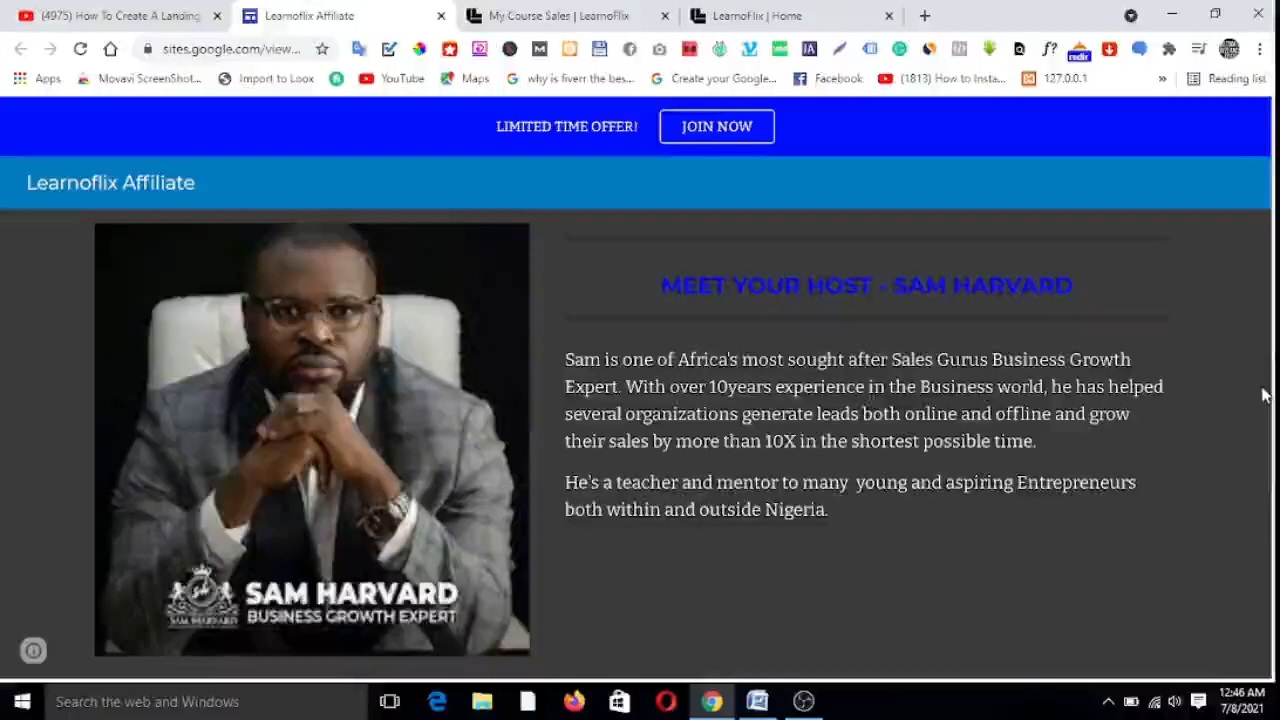 (4975) How To Create A Landing
Learnoflix Affiliate
My Course Sales | LearnoFlix
LearnoFlix | Home
sites.google.com/view...
Apps
Movavi ScreenShot...
Import to Loox
YouTube
Maps
why is fiverr the bes...
Create your Google...
Facebook
(1813) How to Insta...
127.0.0.1
»
Reading list
LIMITED TIME OFFER!
JOIN NOW
Learnoflix Affiliate
MEET YOUR HOST - SAM HARVARD
Sam is one of Africa's most sought after Sales Gurus Business Growth
Expert. With over 10years experience in the Business world, he has helped
several organizations generate leads both online and offline and grow
their sales by more than 10X in the shortest possible time.
He's a teacher and mentor to many young and aspiring Entrepreneurs
both within and outside Nigeria.
SAM HARVARD
BUSINESS GROWTH EXPERT
SAM HARVARD
Search the web and Windows
12:46 AM
7/8/2021